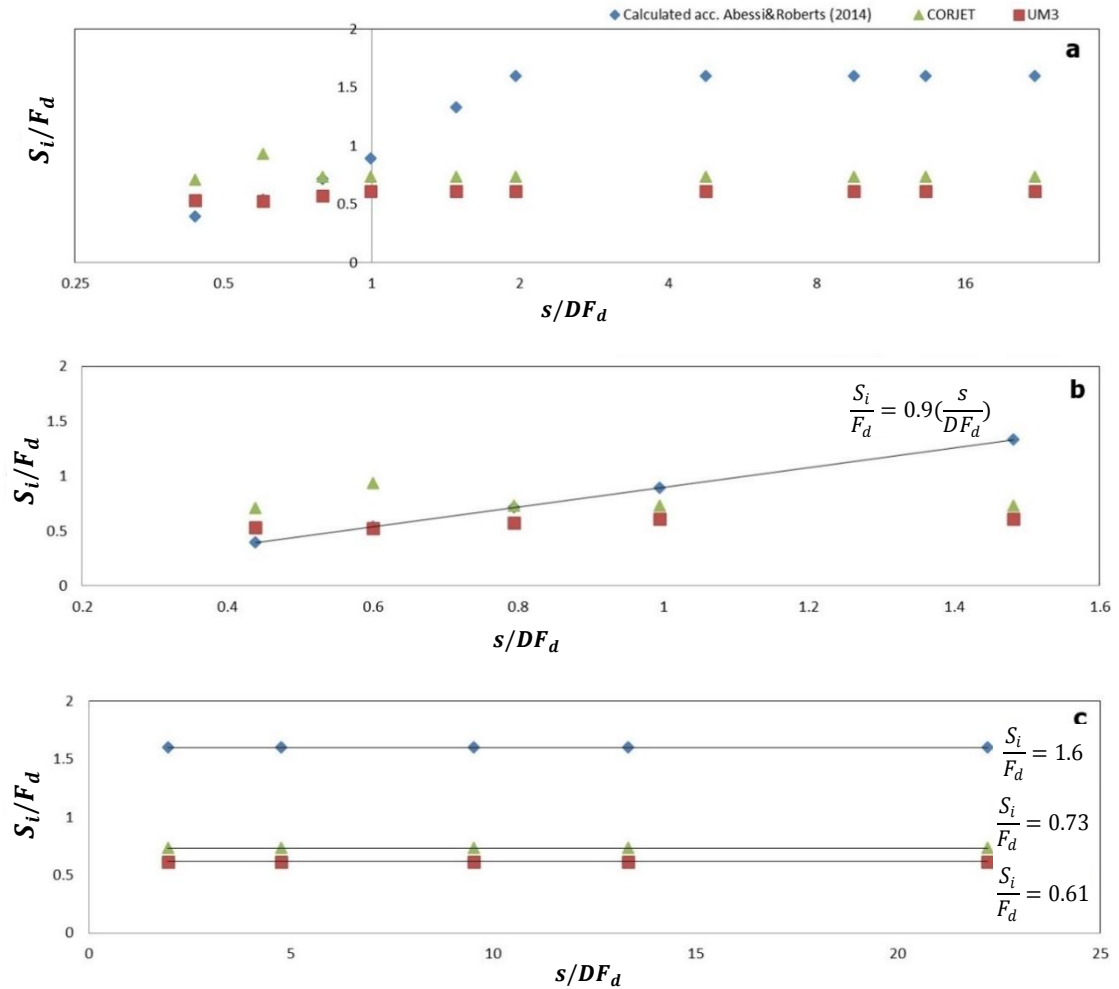 Calculated acc. Abessi&Roberts (2014) CORJET UM3
a
2
1.5
1
0.5
0
S_i/F_d
0.25 0.5 1 2 4 8 16
s/DF_d
b
2
1.5
1
0.5
0
S_i/F_d
S_i/F_d = 0.9(s/DF_d)
0.2 0.4 0.6 0.8 1 1.2 1.4 1.6
s/DF_d
c
2
1.5
1
0.5
0
S_i/F_d
S_i/F_d = 1.6
S_i/F_d = 0.73
S_i/F_d = 0.61
0 5 10 15 20 25
s/DF_d